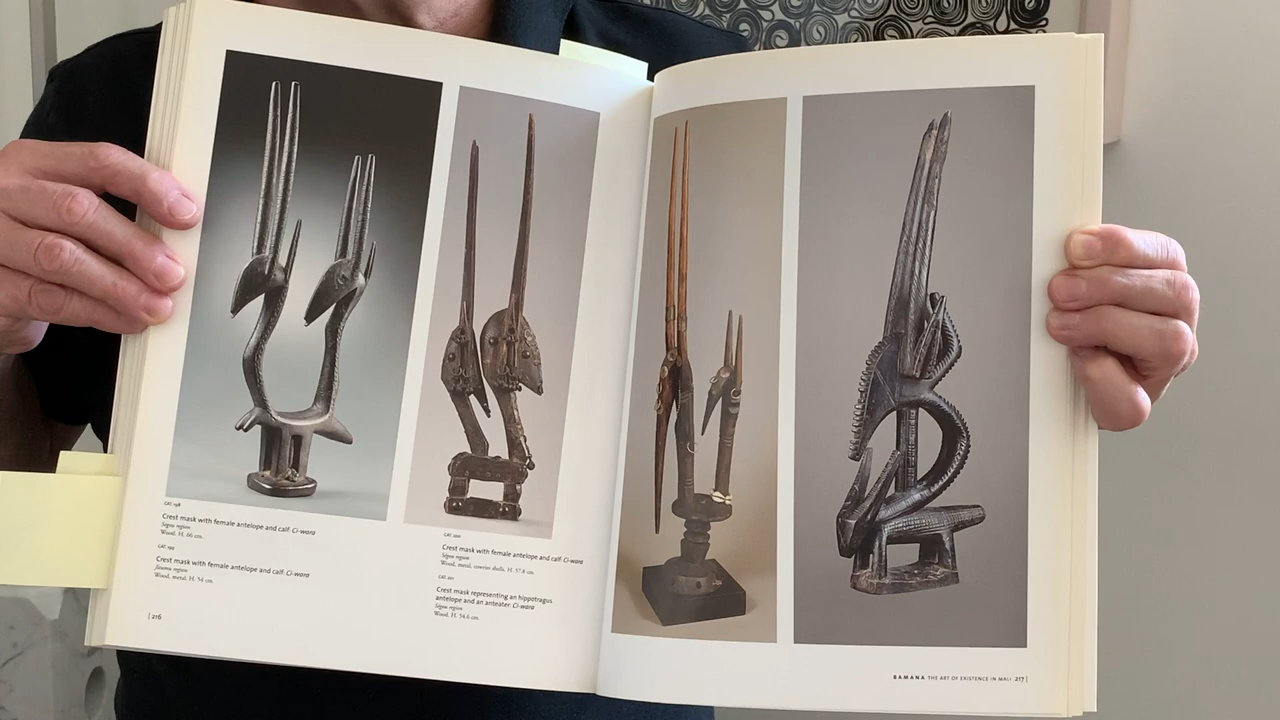 CAT 198
Crest mask with female antelope and calf: Ci-wara
Ségou region
Wood. H. 66 cm.
CAT 199
Crest mask with female antelope and calf: Ci-wara
region
Wood, metal. H. 54 cm.
| 216
CAT 200
Crest mask with female antelope and calf: Ci-wara
Ségou region
Wood, metal, cowrie shells. H. 57.8 cm.
CAT 201
Crest mask representing an hippotragus
antelope and an anteater: Ci-wara
Ségou region
Wood. H. 54.6 cm.
BAMANA THE ART OF EXISTENCE IN MALI 217 |